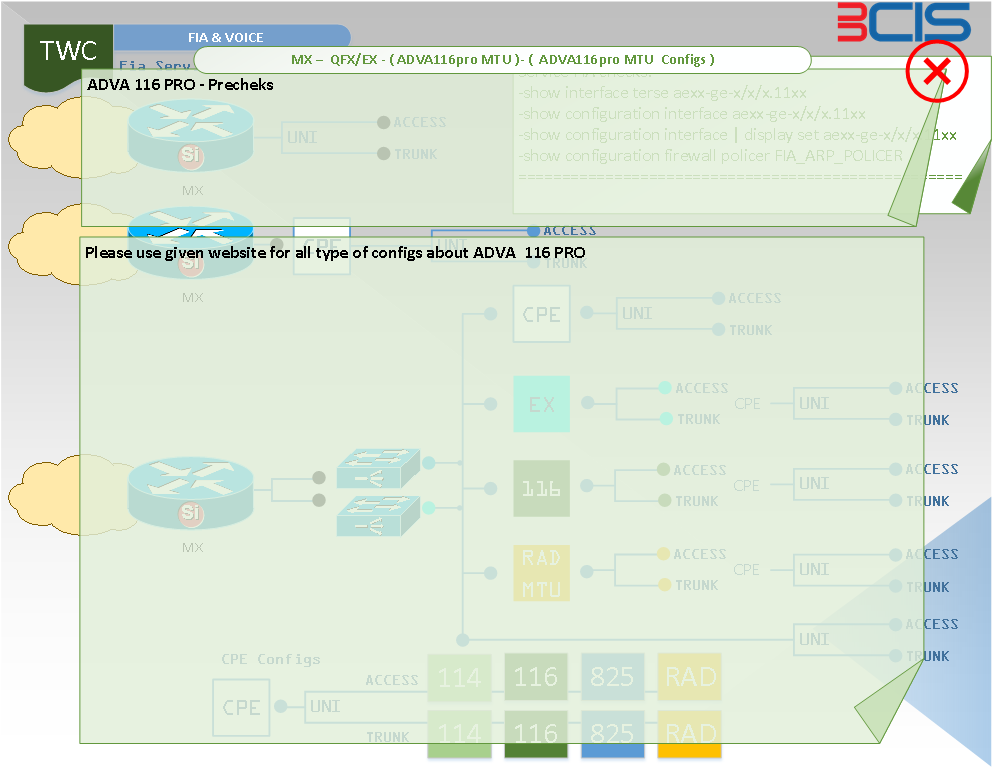 3CIS
TWC
FIA & VOICE
MX – QFX/EX - ( ADVA116pro MTU )- ( ADVA116pro MTU Configs )
Fia Serv
ADVA 116 PRO - Precheks
-show interface terse aexx-ge-x/x/x.11xx
-show configuration interface aexx-ge-x/x/x.11xx
-show configuration interface | display set aexx-ge-x/x/x.11xx
-show configuration firewall policer FIA_ARP_POLICER
UNI
ACCESS
TRUNK
Si
MX
CPE
UNI
ACCESS
TRUNK
Si
MX
Please use given website for all type of configs about ADVA 116 PRO
CPE
UNI
ACCESS
TRUNK
EX
ACCESS
TRUNK
CPE
UNI
ACCESS
TRUNK
116
ACCESS
TRUNK
CPE
UNI
ACCESS
TRUNK
Si
MX
RAD
MTU
ACCESS
TRUNK
CPE
UNI
ACCESS
TRUNK
UNI
ACCESS
TRUNK
CPE Configs
CPE
UNI
ACCESS
114
116
825
RAD
TRUNK
114
116
825
RAD